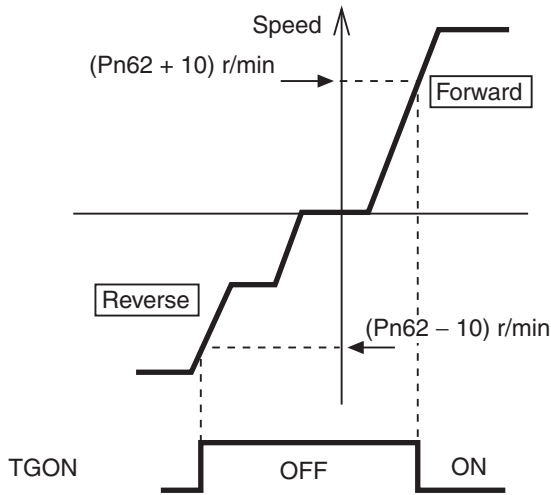 Speed
(Pn62 + 10) r/min
Forward
Reverse
(Pn62 − 10) r/min
TGON
OFF
ON